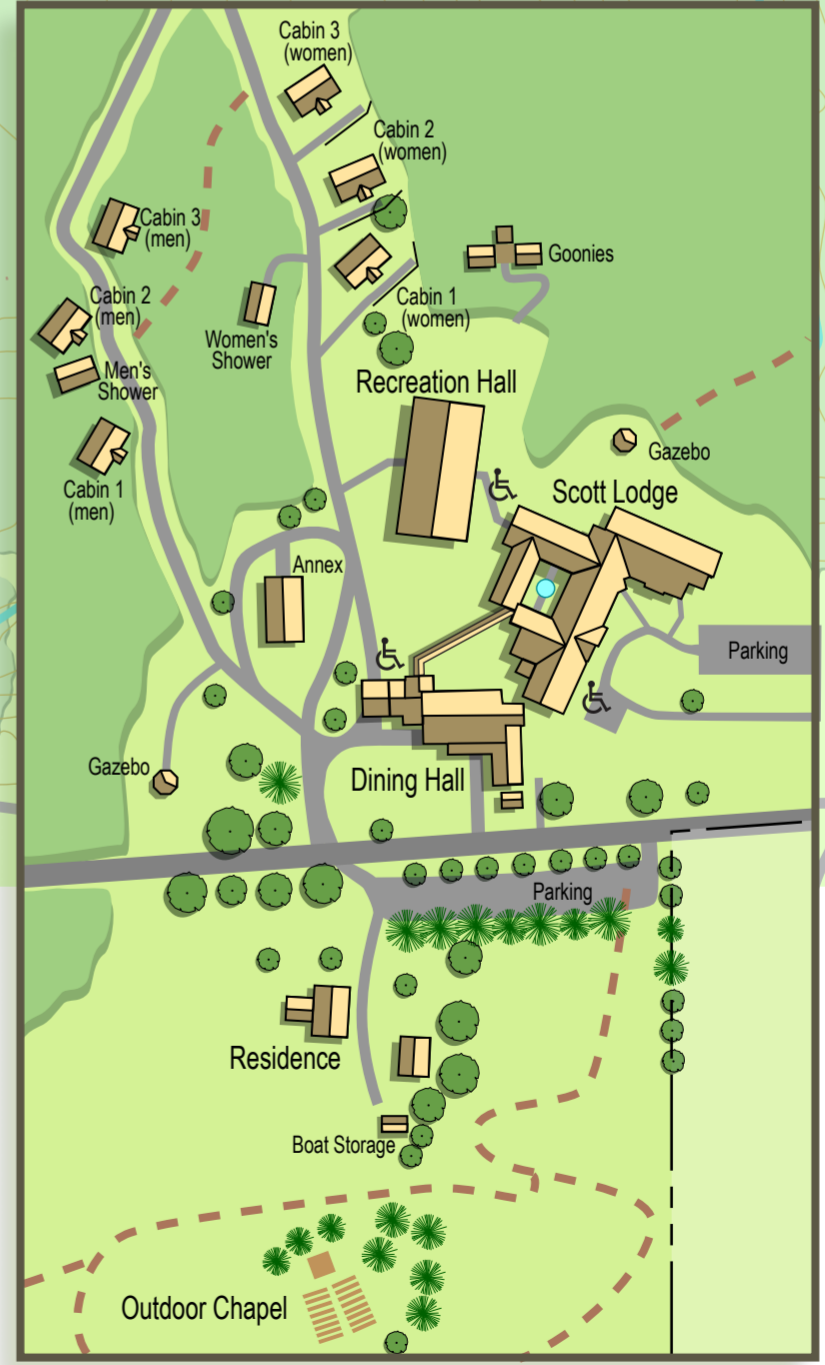 Cabin 3
(women)
Cabin 2
(women)
Cabin 3
(men)
Goonies
Cabin 2
(men)
Cabin 1
(women)
Women's
Shower
Men's
Shower
Recreation Hall
Gazebo
Cabin 1
(men)
Scott Lodge
Annex
Parking
Gazebo
Dining Hall
Parking
Residence
Boat Storage
Outdoor Chapel